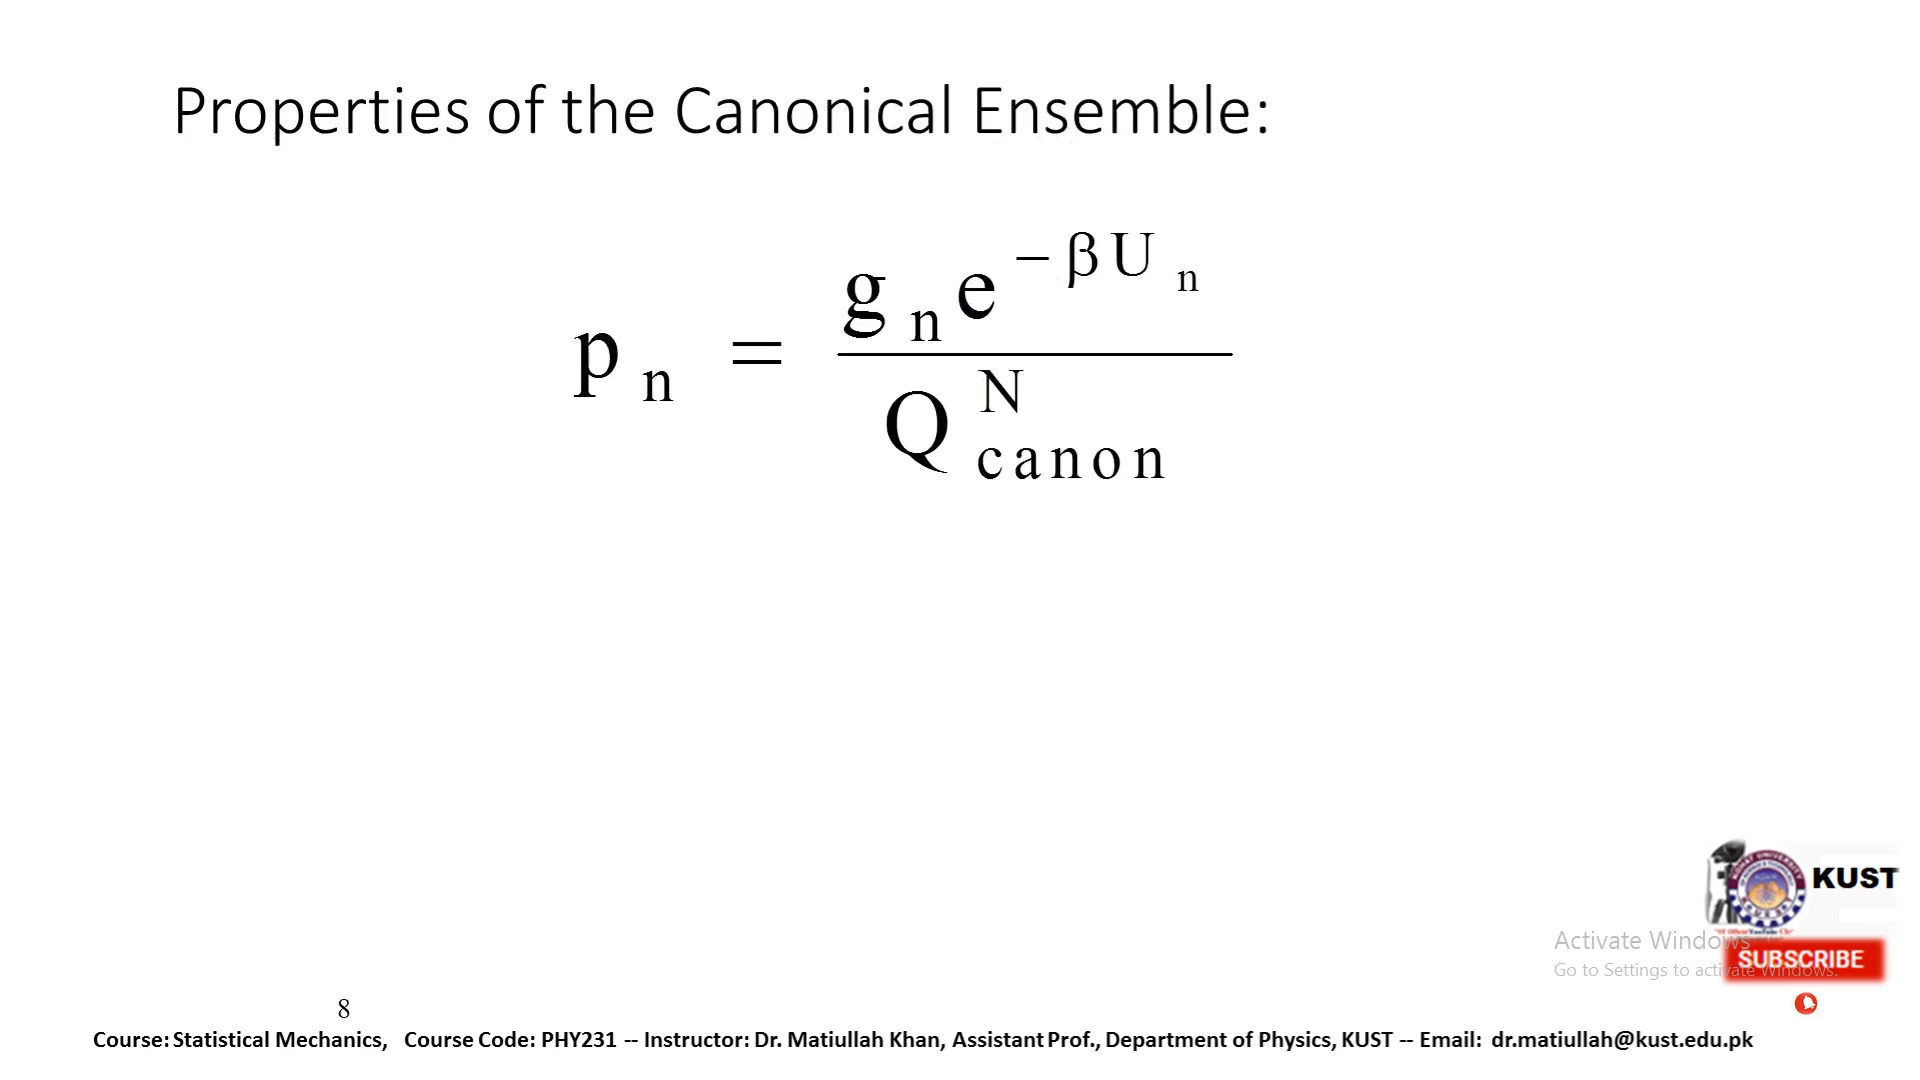 Properties of the Canonical Ensemble:
p n = g n e − β U n / Q N canon
KUST
Activate Windows
SUBSCRIBE
Go to Settings to activate Windows.
8
Course: Statistical Mechanics, Course Code: PHY231 -- Instructor: Dr. Matiullah Khan, Assistant Prof., Department of Physics, KUST -- Email: dr.matiullah@kust.edu.pk